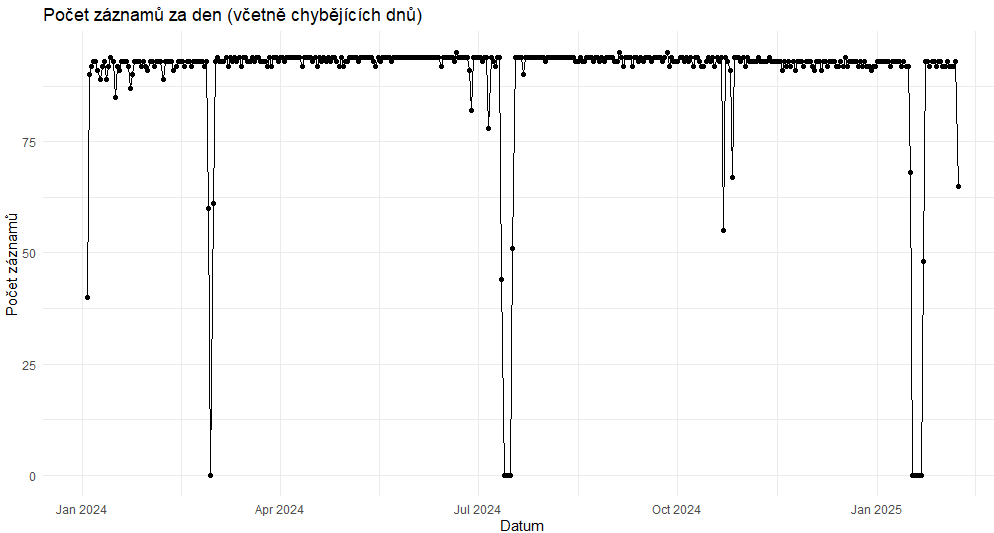 Počet záznamů za den (včetně chybějících dnů)
Počet záznamů
75
50
25
0
Jan 2024
Apr 2024
Jul 2024
Oct 2024
Jan 2025
Datum